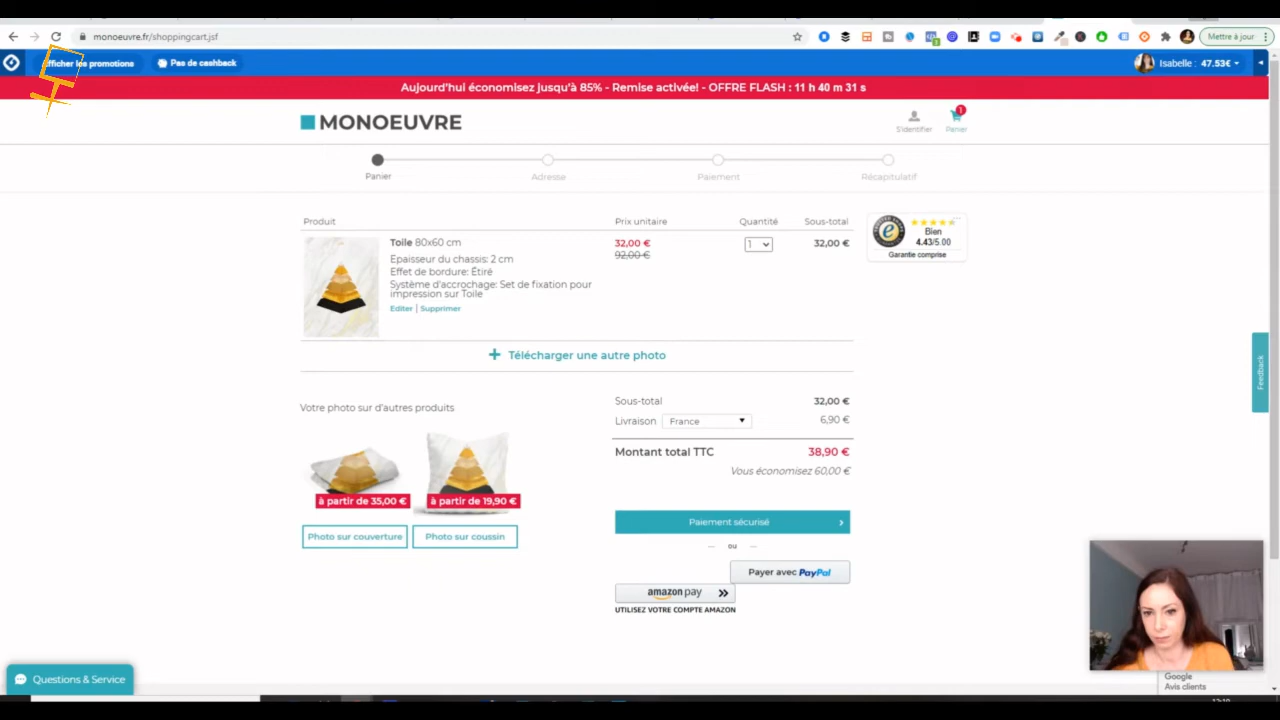 monoeuvre.fr/shoppingcart.jsf
Mettre à jour
Afficher les promotions
Pas de cashback
Isabelle : 47.53€
Aujourd'hui économisez jusqu'à 85% - Remise activée! - OFFRE FLASH : 11 h 40 m 31 s
MONOEUVRE
S'identifier
1
Panier
Panier
Adresse
Paiement
Récapitulatif
Produit
Prix unitaire
Quantité
Sous-total
Toile 80x60 cm
32,00 €
1
32,00 €
92,00 €
Épaisseur du chassis: 2 cm
Effet de bordure: Étiré
Système d'accrochage: Set de fixation pour
impression sur Toile
Editer | Supprimer
Bien
4.43/5.00
Garantie comprise
+ Télécharger une autre photo
Feedback
Votre photo sur d'autres produits
Sous-total
32,00 €
Livraison
France
6,90 €
Montant total TTC
38,90 €
Vous économisez 60,00 €
à partir de 35,00 €
à partir de 19,90 €
Photo sur couverture
Photo sur coussin
Paiement sécurisé
ou
Payer avec PayPal
amazon pay
UTILISEZ VOTRE COMPTE AMAZON
Questions & Service
Google
Avis clients